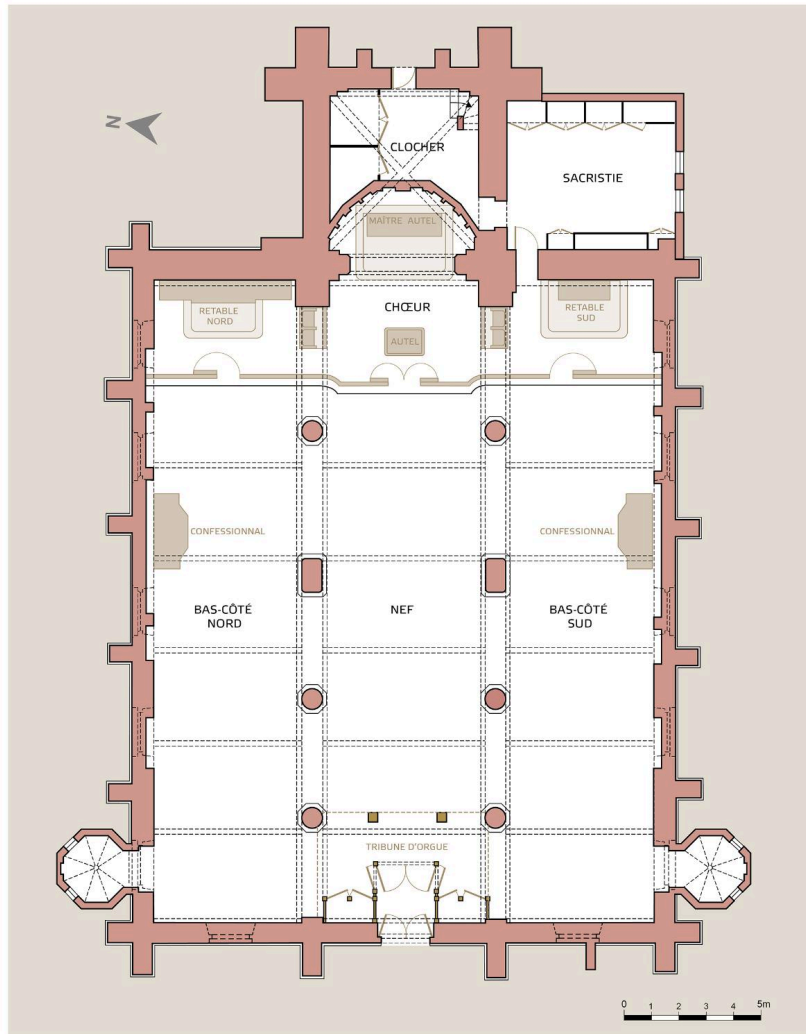 N
CLOCHER
SACRISTIE
MAÎTRE AUTEL
RETABLE
NORD
CHŒUR
RETABLE
SUD
AUTEL
CONFESSIONNAL
CONFESSIONNAL
BAS-CÔTÉ
NORD
NEF
BAS-CÔTÉ
SUD
TRIBUNE D'ORGUE
0 1 2 3 4 5m